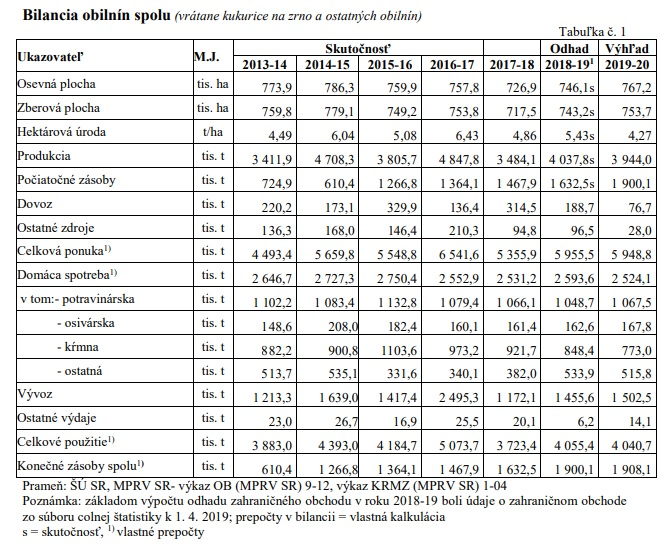 Bilancia obilnín spolu (vrátane kukurice na zrno a ostatných obilnín)
Tabuľka č. 1
Ukazovateľ M.J. Skutočnosť Odhad Výhľad
2013-14 2014-15 2015-16 2016-17 2017-18 2018-19¹ 2019-20
Osevná plocha tis. ha 773,9 786,3 759,9 757,8 726,9 746,1s 767,2
Zberová plocha tis. ha 759,8 779,1 749,2 753,8 717,5 743,2s 753,7
Hektárová úroda t/ha 4,49 6,04 5,08 6,43 4,86 5,43s 4,27
Produkcia tis. t 3 411,9 4 708,3 3 805,7 4 847,8 3 484,1 4 037,8s 3 944,0
Počiatočné zásoby tis. t 724,9 610,4 1 266,8 1 364,1 1 467,9 1 632,5s 1 900,1
Dovoz tis. t 220,2 173,1 329,9 136,4 314,5 188,7 76,7
Ostatné zdroje tis. t 136,3 168,0 146,4 210,3 94,8 96,5 28,0
Celková ponuka¹⁾ tis. t 4 493,4 5 659,8 5 548,8 6 541,6 5 355,9 5 955,5 5 948,8
Domáca spotreba¹⁾ tis. t 2 646,7 2 727,3 2 750,4 2 552,9 2 531,2 2 593,6 2 524,1
v tom:- potravinárska tis. t 1 102,2 1 083,4 1 132,8 1 079,4 1 066,1 1 048,7 1 067,5
- osivárska tis. t 148,6 208,0 182,4 160,1 161,4 162,6 167,8
- kŕmna tis. t 882,2 900,8 1103,6 973,2 921,7 848,4 773,0
- ostatná tis. t 513,7 535,1 331,6 340,1 382,0 533,9 515,8
Vývoz tis. t 1 213,3 1 639,0 1 417,4 2 495,3 1 172,1 1 455,6 1 502,5
Ostatné výdaje tis. t 23,0 26,7 16,9 25,5 20,1 6,2 14,1
Celkové použitie¹⁾ tis. t 3 883,0 4 393,0 4 184,7 5 073,7 3 723,4 4 055,4 4 040,7
Konečné zásoby spolu¹⁾ tis. t 610,4 1 266,8 1 364,1 1 467,9 1 632,5 1 900,1 1 908,1
Prameň: ŠÚ SR, MPRV SR- výkaz OB (MPRV SR) 9-12, výkaz KRMZ (MPRV SR) 1-04
Poznámka: základom výpočtu odhadu zahraničného obchodu v roku 2018-19 boli údaje o zahraničnom obchode
zo súboru colnej štatistiky k 1. 4. 2019; prepočty v bilancii = vlastná kalkulácia
s = skutočnosť, ¹⁾ vlastné prepočty